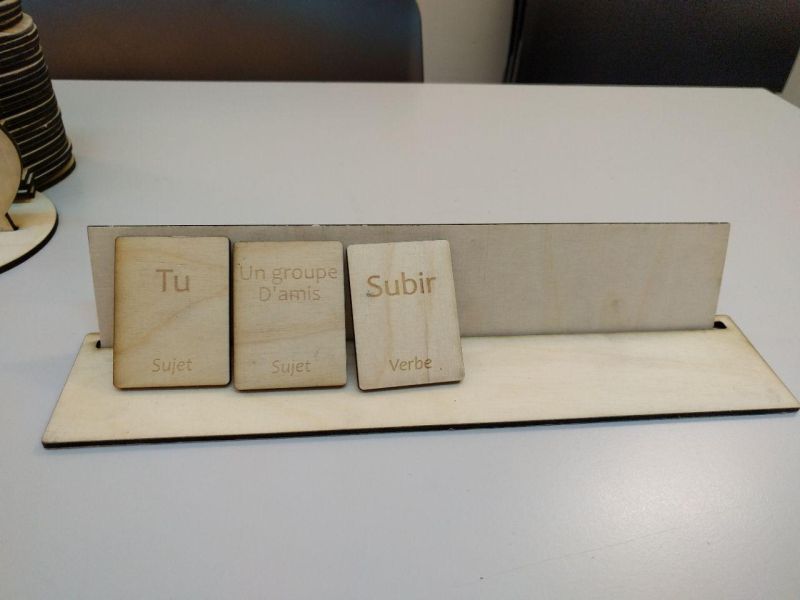 Tu
Sujet
Un groupe
D'amis
Sujet
Subir
Verbe